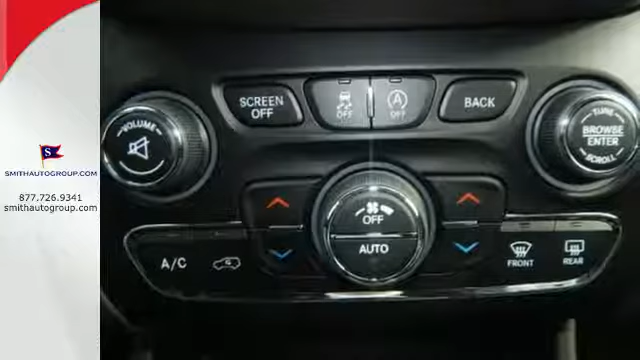 S
SMITHAUTOGROUP.COM
877.726.9341
smithautogroup.com
SCREEN
OFF
OFF
A
OFF
BACK
VOLUME
TUNE
BROWSE
ENTER
SCROLL
OFF
AUTO
A/C
FRONT
REAR